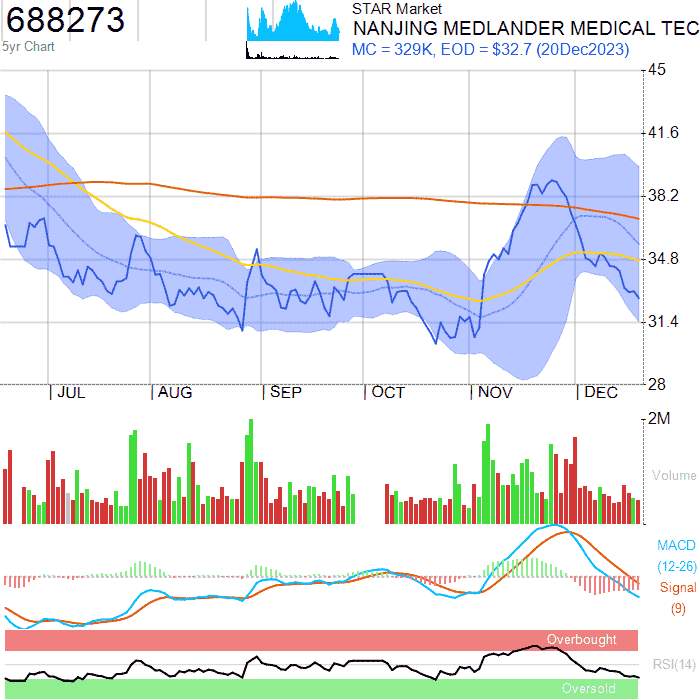 688273
5yr Chart
STAR Market
NANJING MEDLANDER MEDICAL TEC
MC = 329K, EOD = $32.7 (20Dec2023)
45
41.6
38.2
34.8
31.4
28
JUL AUG SEP OCT NOV DEC
2M
Volume
MACD
(12-26)
Signal
(9)
Overbought
RSI(14)
Oversold